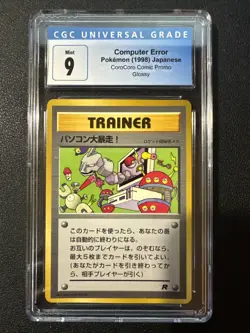 CGC UNIVERSAL GRADE
Mint
9
Computer Error
Pokémon (1998) Japanese
CoroCoro Comic Promo
Glossy
TRAINER
パソコン大暴走!
このカードを使ったら、あなたの番
は自動的に終わりになる。
お互いのプレイヤーは、のぞむなら、
最大5枚までカードを引いてよい。
(あなたがカードを引き終わってか
ら、相手プレイヤーが引く)
R